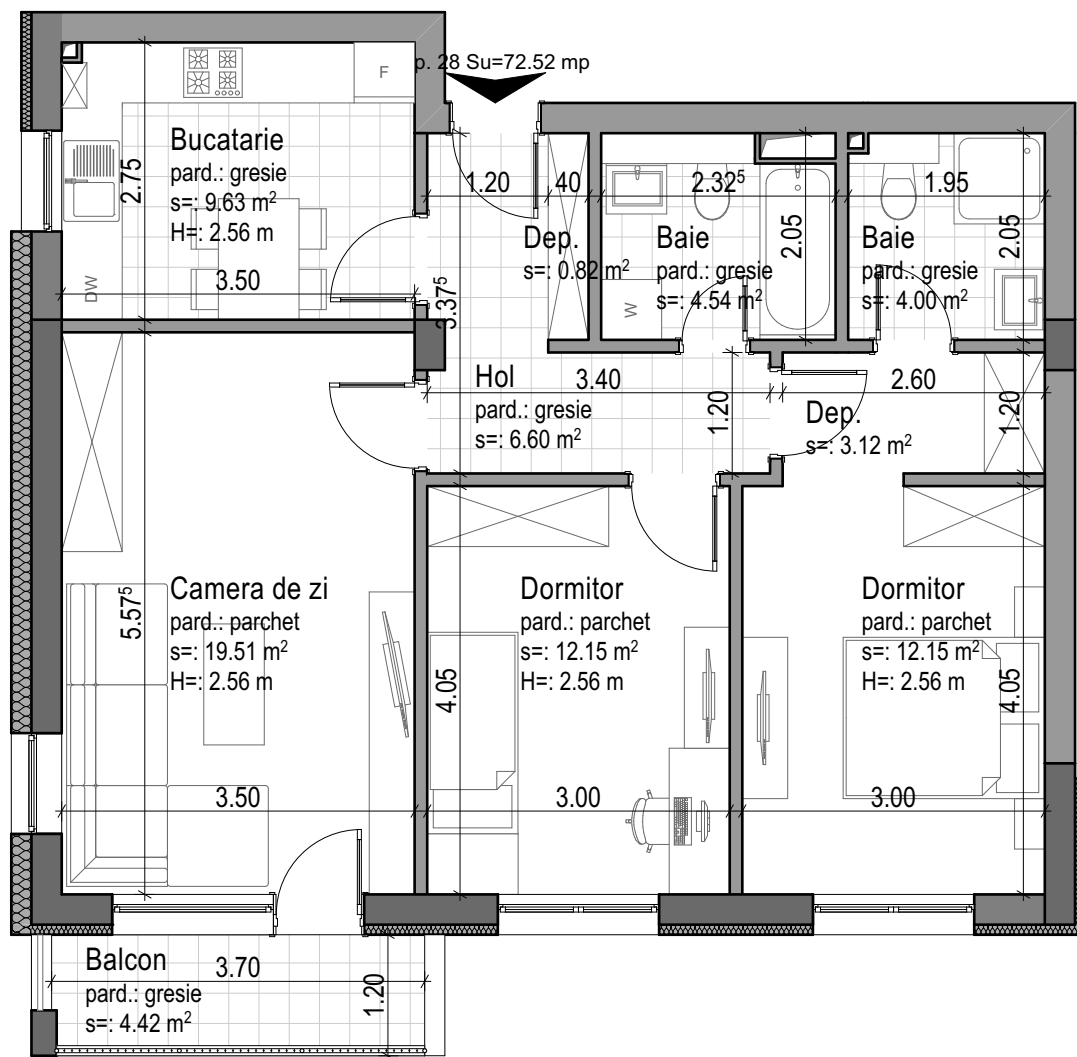 p. 28 Su=72.52 mp
F
Bucatarie
pard.: gresie
s=: 9.63 m²
H=: 2.56 m
2.75
3.50
DW
1.20
40
2.32⁵
1.95
Dep.
s=: 0.82 m²
3.37⁵
Baie
pard.: gresie
s=: 4.54 m²
2.05
W
Baie
pard.: gresie
s=: 4.00 m²
2.05
Hol
pard.: gresie
s=: 6.60 m²
3.40
1.20
2.60
Dep.
s=: 3.12 m²
1.20
Camera de zi
pard.: parchet
s=: 19.51 m²
H=: 2.56 m
5.57⁵
3.50
Dormitor
pard.: parchet
s=: 12.15 m²
H=: 2.56 m
4.05
3.00
Dormitor
pard.: parchet
s=: 12.15 m²
H=: 2.56 m
4.05
3.00
Balcon
pard.: gresie
s=: 4.42 m²
3.70
1.20